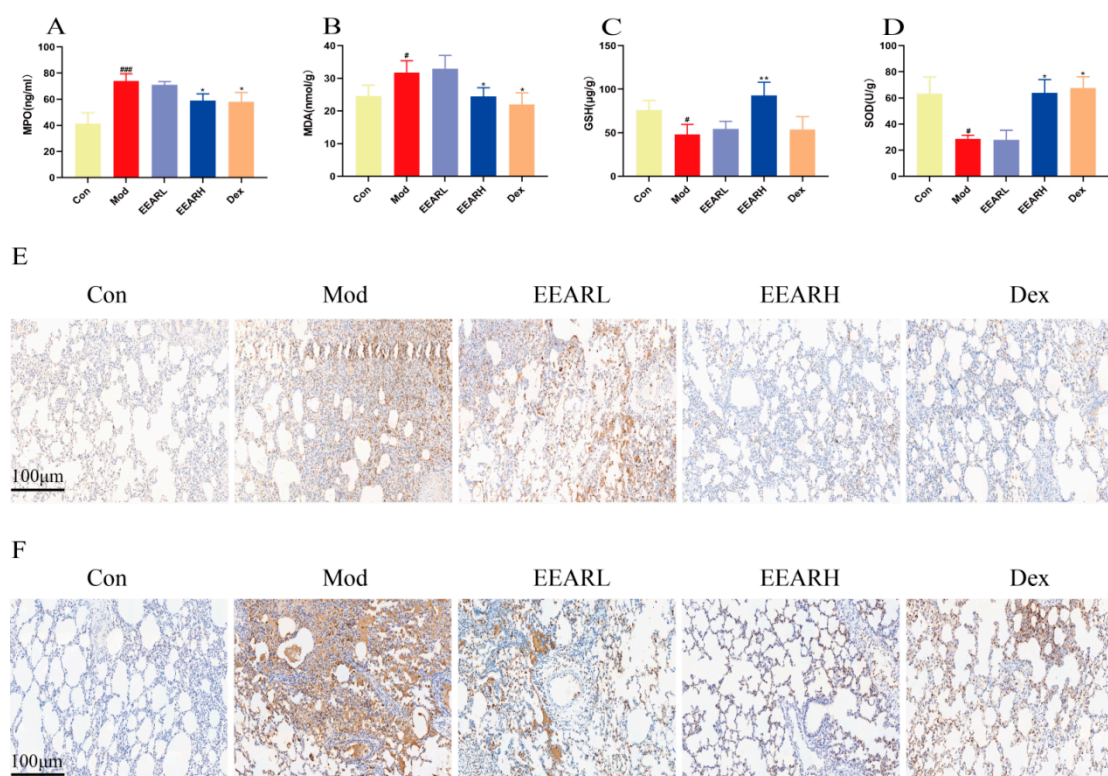 A
B
C
D
MPO(ng/ml)
100
80
60
40
20
0
###
*
*
Con
Mod
EEARL
EEARH
Dex
MDA(nmol/g)
50
40
30
20
10
0
#
*
*
Con
Mod
EEARL
EEARH
Dex
GSH(μg/g)
150
100
50
0
#
**
Con
Mod
EEARL
EEARH
Dex
SOD(U/g)
100
80
60
40
20
0
#
*
*
Con
Mod
EEARL
EEARH
Dex
E
Con Mod EEARL EEARH Dex
100μm
F
Con Mod EEARL EEARH Dex
100μm